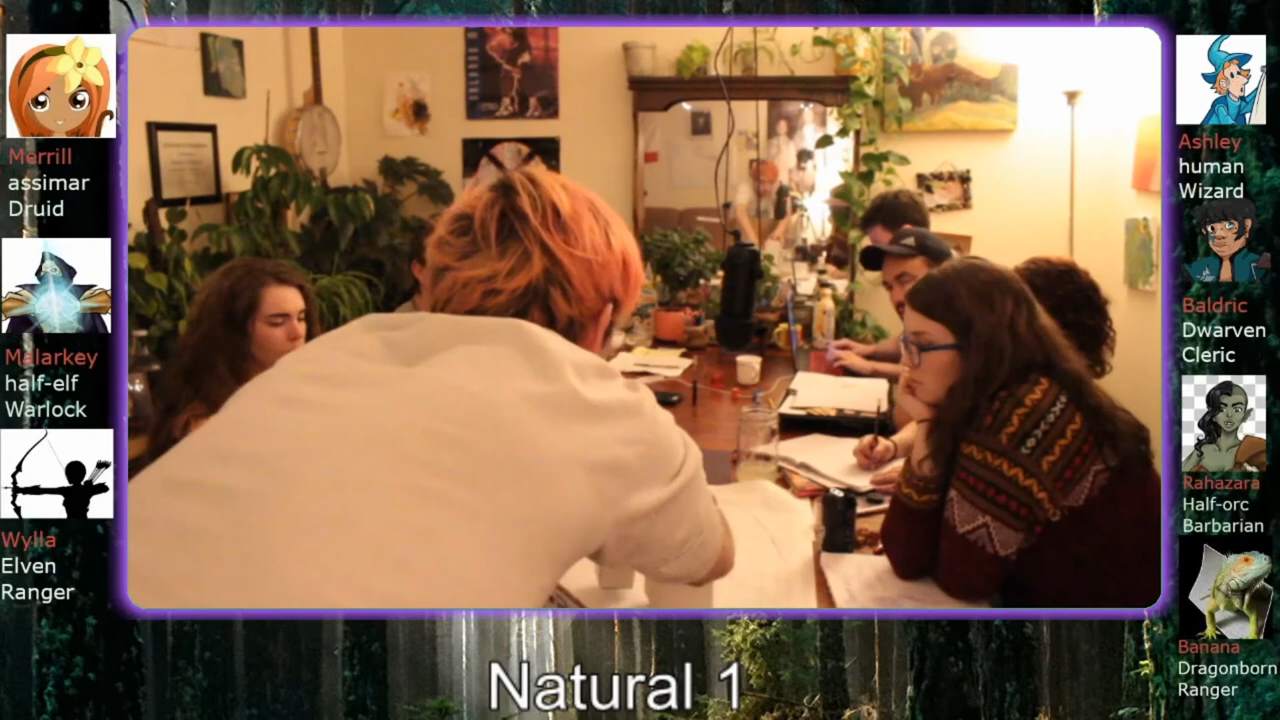 Merrill
assimar
Druid
Malarkey
half-elf
Warlock
Wylla
Elven
Ranger
Ashley
human
Wizard
Baldric
Dwarven
Cleric
Rahazara
Half-orc
Barbarian
Banana
Dragonborn
Ranger
Natural 1